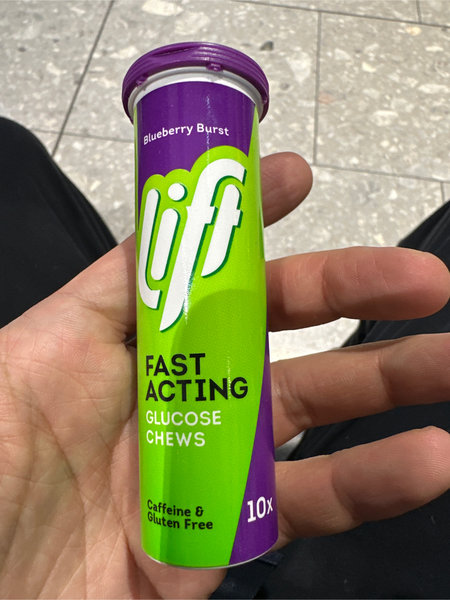 Blueberry Burst
Lift
FAST
ACTING
GLUCOSE
CHEWS
Caffeine &
Gluten Free
10x